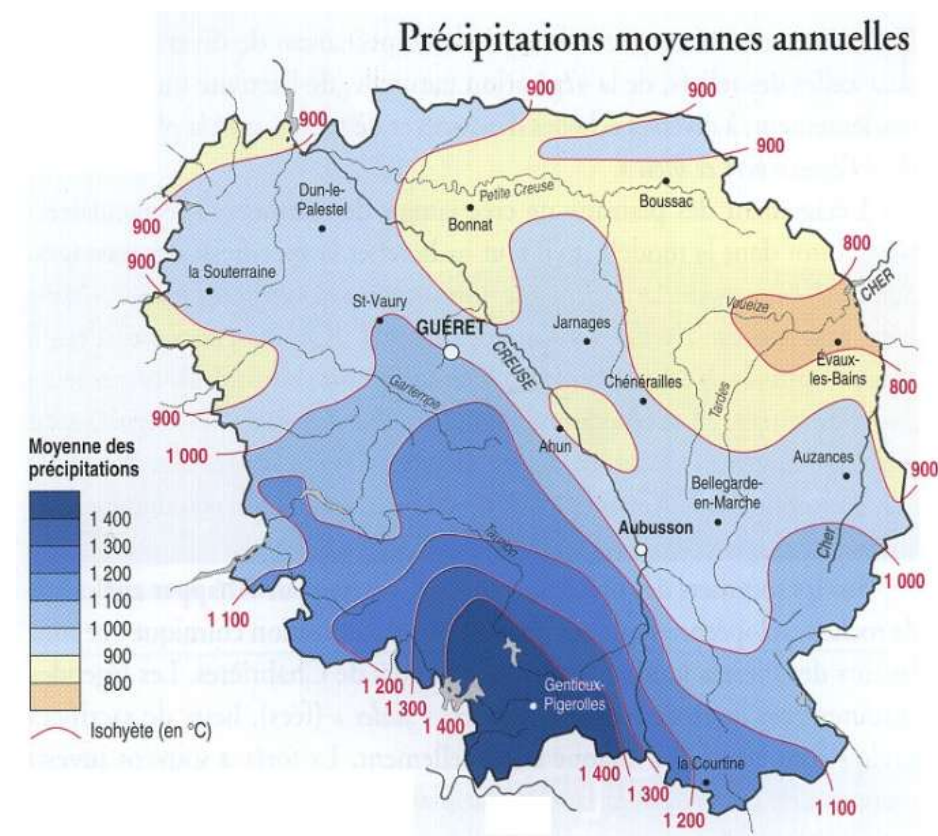 Précipitations moyennes annuelles
900
900
900
900
Dun-le-
Palestel
Petite Creuse
Boussac
Bonnat
900
800
900
la Souterraine
CHER
St-Vaury
Voueize
GUÉRET
Jarnages
CREUSE
Évaux-
les-Bains
Chénérailles
Gartempe
Tardes
800
900
Ahun
1 000
Auzances
900
Moyenne des
précipitations
Bellegarde-
en-Marche
1 400
1 300
1 200
1 100
1 000
900
800
Isohyète (en °C)
Aubusson
Taurion
Cher
1 000
1 100
1 200
1 300
1 400
Gentioux-
Pigerolles
la Courtine
1 400
1 300
1 200
1 100